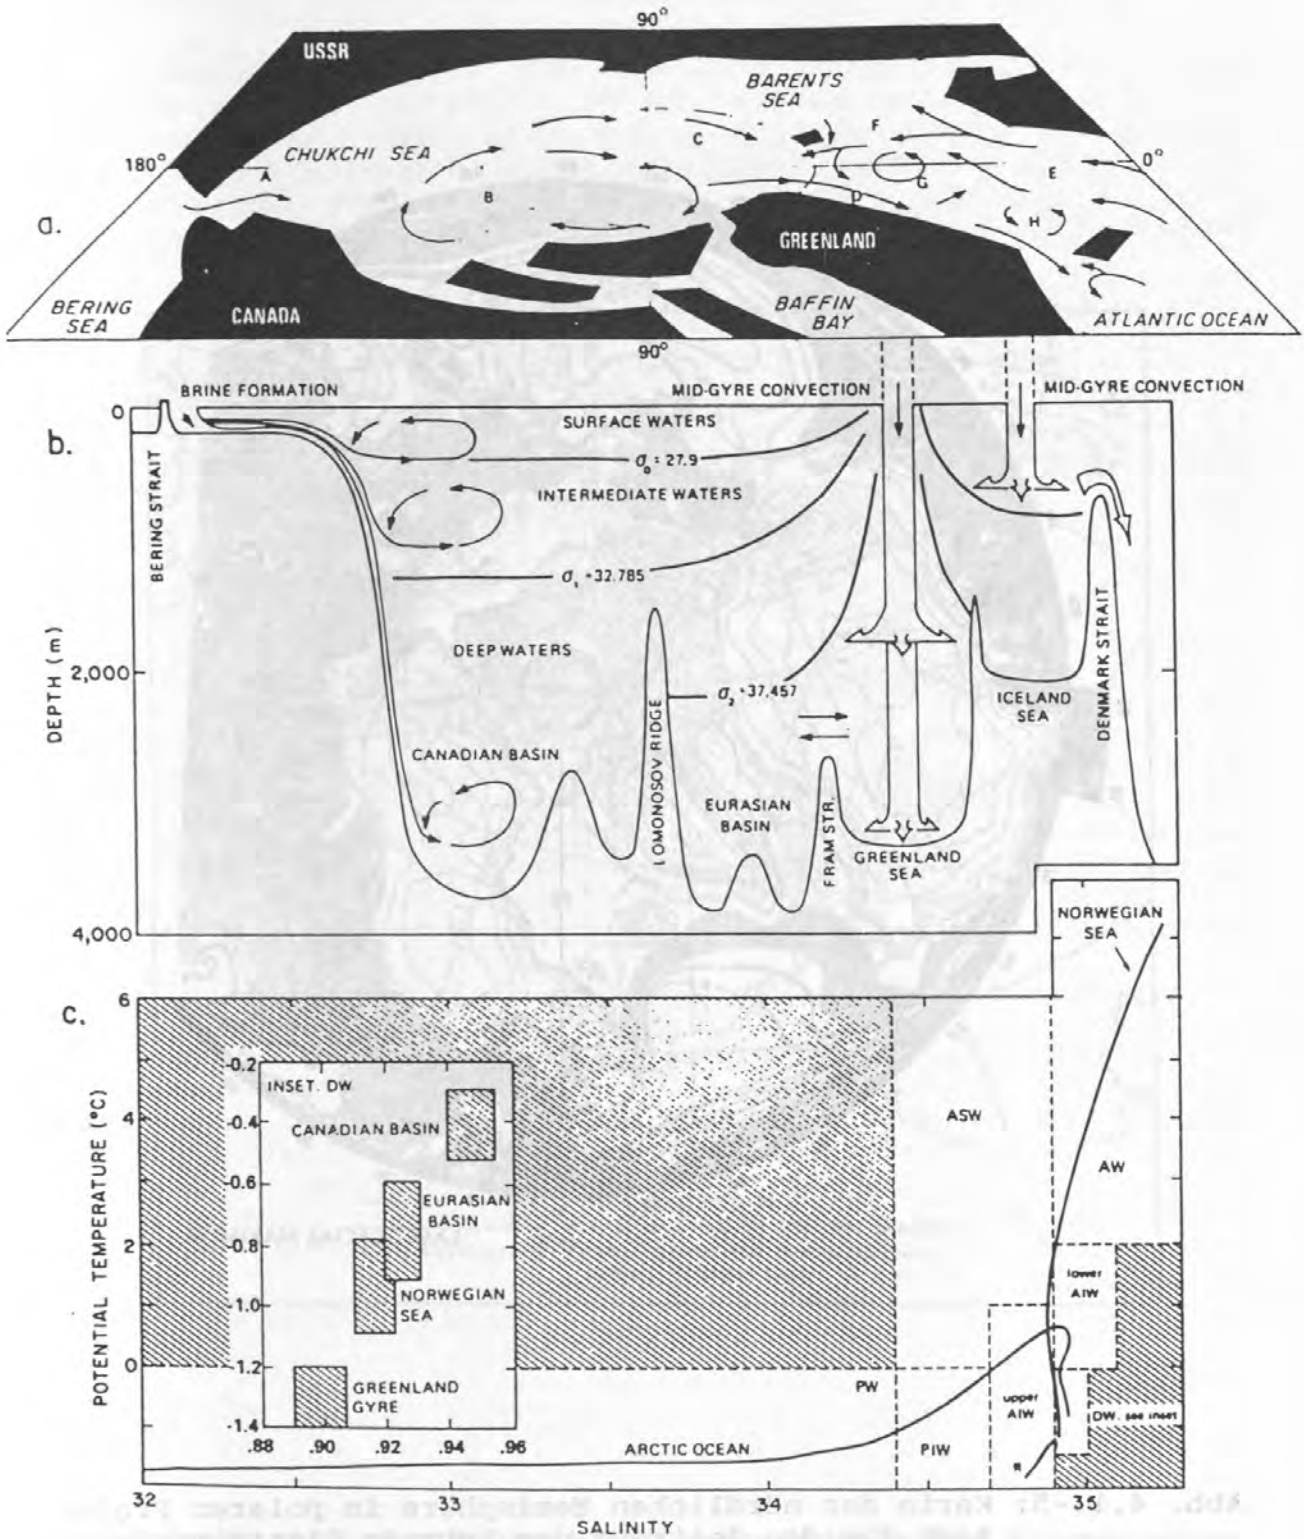 90°
USSR
BARENTS
SEA
CHUKCHI SEA
180°
0°
A
B
C
D
E
F
G
H
a.
GREENLAND
BERING
SEA
CANADA
BAFFIN
BAY
ATLANTIC OCEAN
90°
BRINE FORMATION
MID-GYRE CONVECTION
MID-GYRE CONVECTION
b.
0
SURFACE WATERS
σ₀ = 27.9
INTERMEDIATE WATERS
σ₁ = 32.785
BERING STRAIT
DEPTH (m)
DEEP WATERS
2,000
σ₂ = 37.457
ICELAND
SEA
DENMARK STRAIT
CANADIAN BASIN
LOMONOSOV RIDGE
EURASIAN
BASIN
FRAM STR.
GREENLAND
SEA
4,000
NORWEGIAN
SEA
c.
6
4
2
0
POTENTIAL TEMPERATURE (°C)
INSET. DW
-0.2
-0.4
-0.6
-0.8
-1.0
-1.2
-1.4
CANADIAN BASIN
EURASIAN
BASIN
NORWEGIAN
SEA
GREENLAND
GYRE
.88 .90 .92 .94 .96
ASW
AW
lower
AIW
PW
upper
AIW
DW. see inset
PIW
ARCTIC OCEAN
32 33 34 35
SALINITY